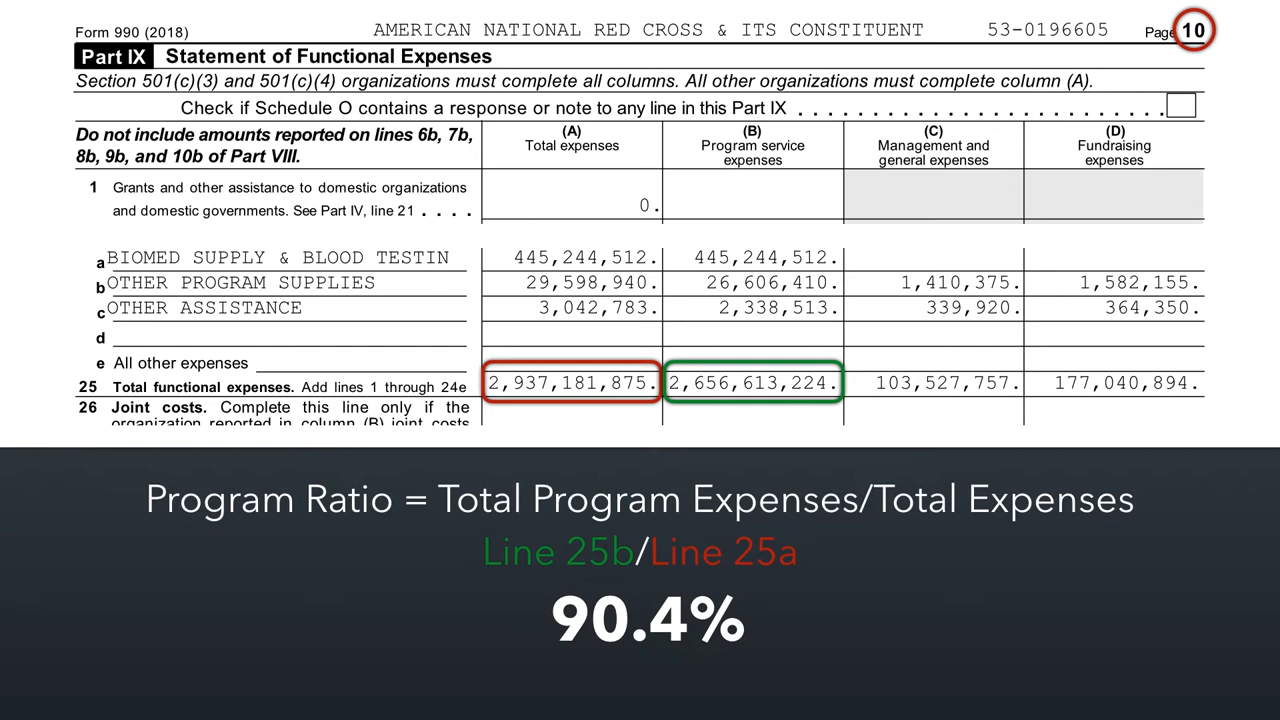 Form 990 (2018) AMERICAN NATIONAL RED CROSS & ITS CONSTITUENT 53-0196605 Page 10
Part IX Statement of Functional Expenses
Section 501(c)(3) and 501(c)(4) organizations must complete all columns. All other organizations must complete column (A).
Check if Schedule O contains a response or note to any line in this Part IX . . . . . . . . . . . . . . . . . . . . . . . . . .
Do not include amounts reported on lines 6b, 7b,
8b, 9b, and 10b of Part VIII.
(A)
Total expenses
(B)
Program service
expenses
(C)
Management and
general expenses
(D)
Fundraising
expenses
1 Grants and other assistance to domestic organizations
and domestic governments. See Part IV, line 21 . . . . 0.
a BIOMED SUPPLY & BLOOD TESTIN 445,244,512. 445,244,512.
b OTHER PROGRAM SUPPLIES 29,598,940. 26,606,410. 1,410,375. 1,582,155.
c OTHER ASSISTANCE 3,042,783. 2,338,513. 339,920. 364,350.
d
e All other expenses
25 Total functional expenses. Add lines 1 through 24e 2,937,181,875. 2,656,613,224. 103,527,757. 177,040,894.
26 Joint costs. Complete this line only if the
organization reported in column (B) joint costs
Program Ratio = Total Program Expenses/Total Expenses
Line 25b/Line 25a
90.4%